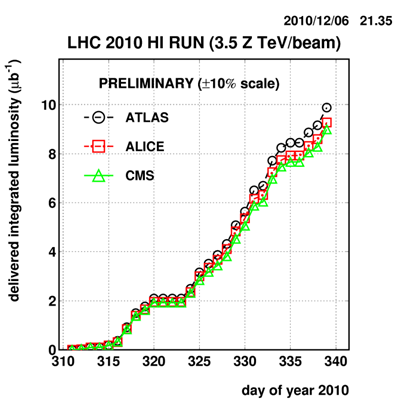 2010/12/06 21.35
LHC 2010 HI RUN (3.5 Z TeV/beam)
PRELIMINARY (±10% scale)
ATLAS
ALICE
CMS
delivered integrated luminosity (μb⁻¹)
10
8
6
4
2
0
310 315 320 325 330 335 340
day of year 2010